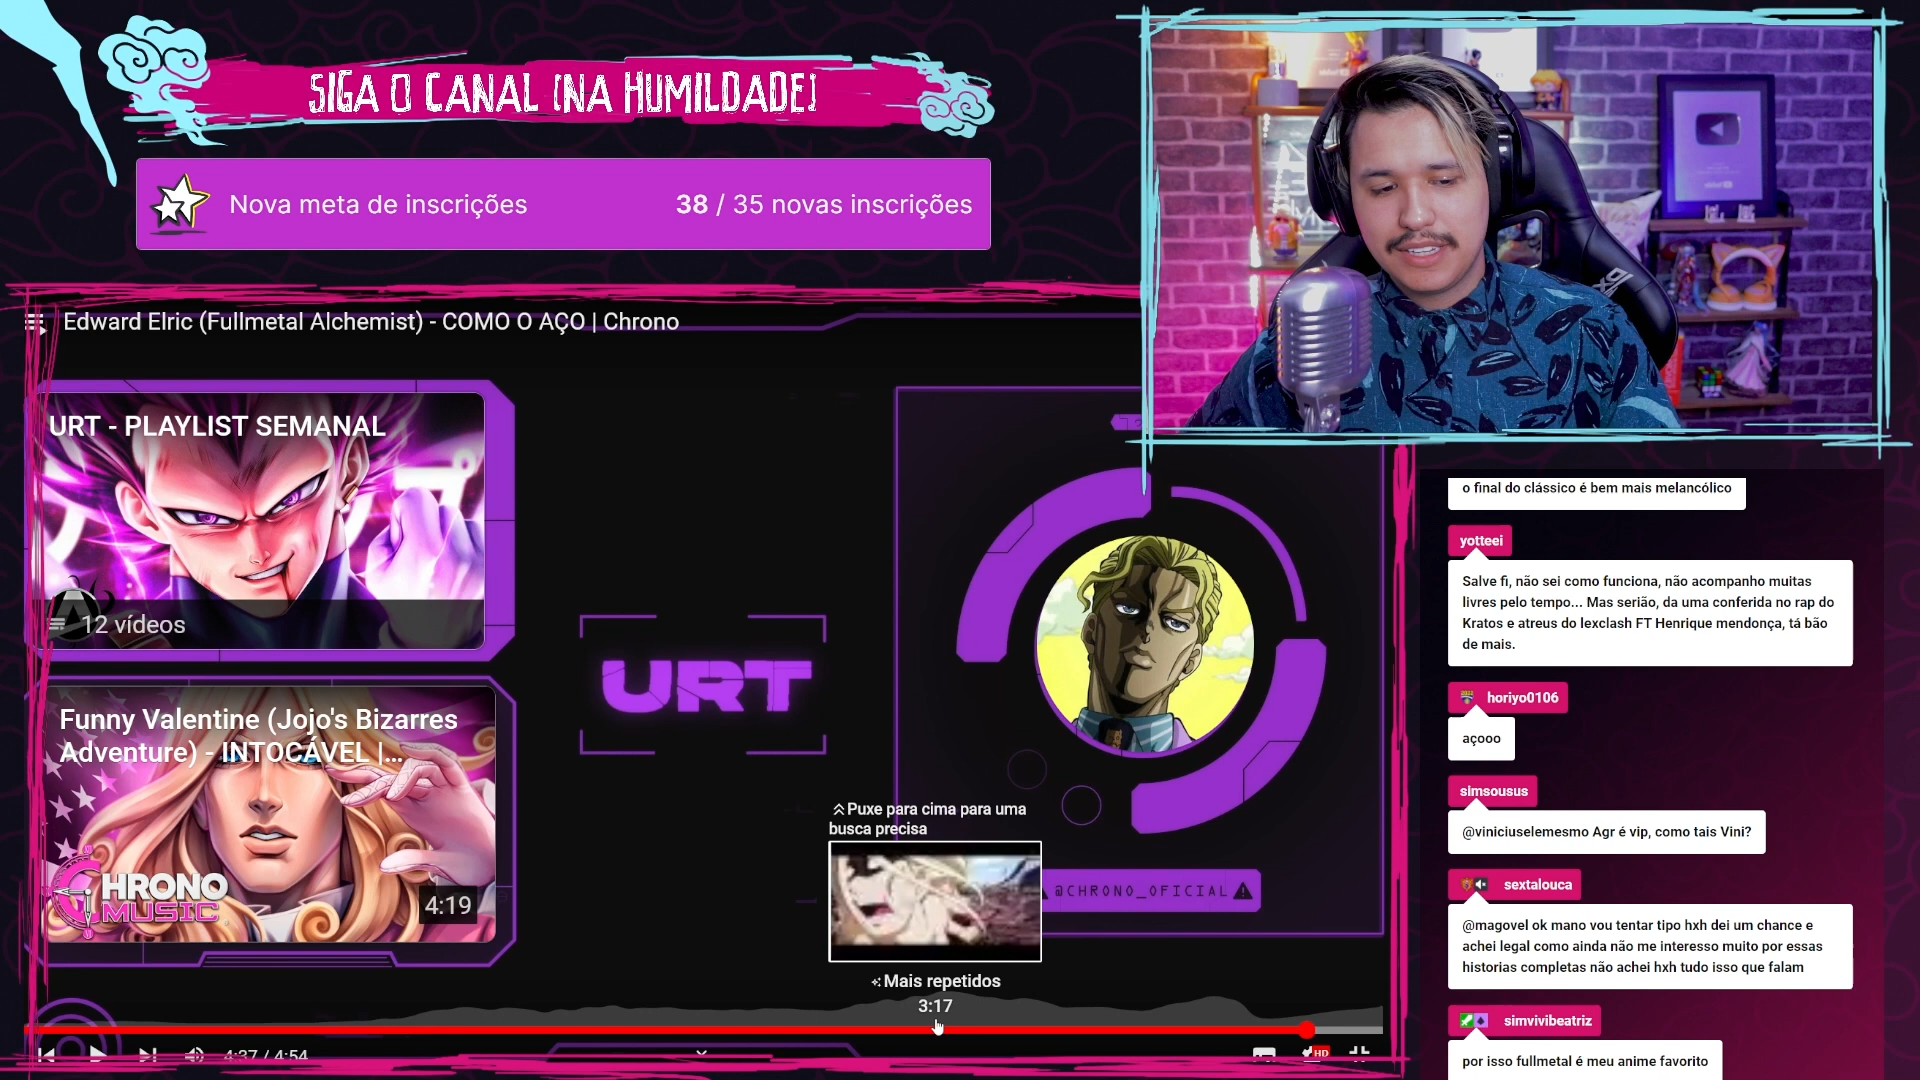 SIGA O CANAL (NA HUMILDADE)
Nova meta de inscrições
38 / 35 novas inscrições
Edward Elric (Fullmetal Alchemist) - COMO O AÇO | Chrono
URT - PLAYLIST SEMANAL
12 vídeos
Funny Valentine (Jojo's Bizarres
Adventure) - INTOCÁVEL |...
CHRONO
MUSIC
4:19
URT
@CHRONO_OFICIAL
Puxe para cima para uma
busca precisa
Mais repetidos
3:17
4:37 / 4:54
HD
o final do clássico é bem mais melancólico
yotteei
Salve fi, não sei como funciona, não acompanho muitas
livres pelo tempo... Mas serião, da uma conferida no rap do
Kratos e atreus do lexclash FT Henrique mendonça, tá bão
de mais.
horiyo0106
açooo
simsousus
@viniciuselemesmo Agr é vip, como tais Vini?
sextalouca
@magovel ok mano vou tentar tipo hxh dei um chance e
achei legal como ainda não me interesso muito por essas
historias completas não achei hxh tudo isso que falam
simvivibeatriz
por isso fullmetal é meu anime favorito